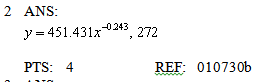 2 ANS:
y = 451.431x^{-0.243}, 272
PTS: 4 REF: 010730b